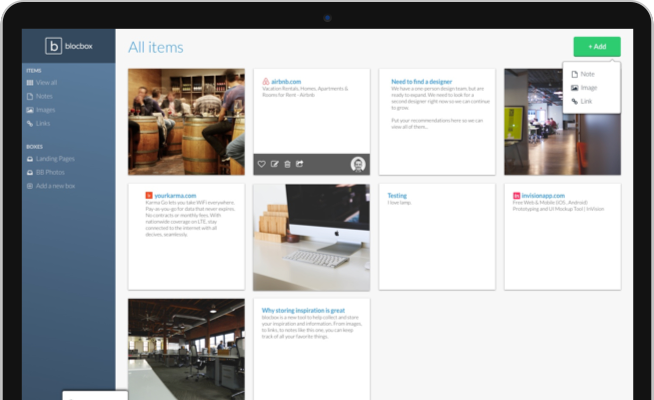 b blocbox
All items
+ Add
Note
Image
Link
ITEMS
View all
Notes
Images
Links
BOXES
Landing Pages
BB Photos
Add a new box
airbnb.com
Vacation Rentals, Homes, Apartments &
Rooms for Rent - Airbnb
Need to find a designer
We have a one-person design team, but are
ready to expand. We need to look for a
second designer right now so we can continue
to grow.
Put your recommendations here so we can
view all of them...
yourkarma.com
Karma Go lets you take WiFi everywhere.
Pay as you go for data that never expires.
No contracts or monthly fees. With
nationwide coverage on LTE, stay
connected to the internet with all
devices, seamlessly.
Testing
I love lamp.
invisionapp.com
Free Web & Mobile (iOS, Android)
Prototyping and UI Mockup Tool | InVision
Why storing inspiration is great
blocbox is a new tool to help collect and store
your inspiration and information. From images,
to links, to notes like this one, you can keep
track of all your favorite things.